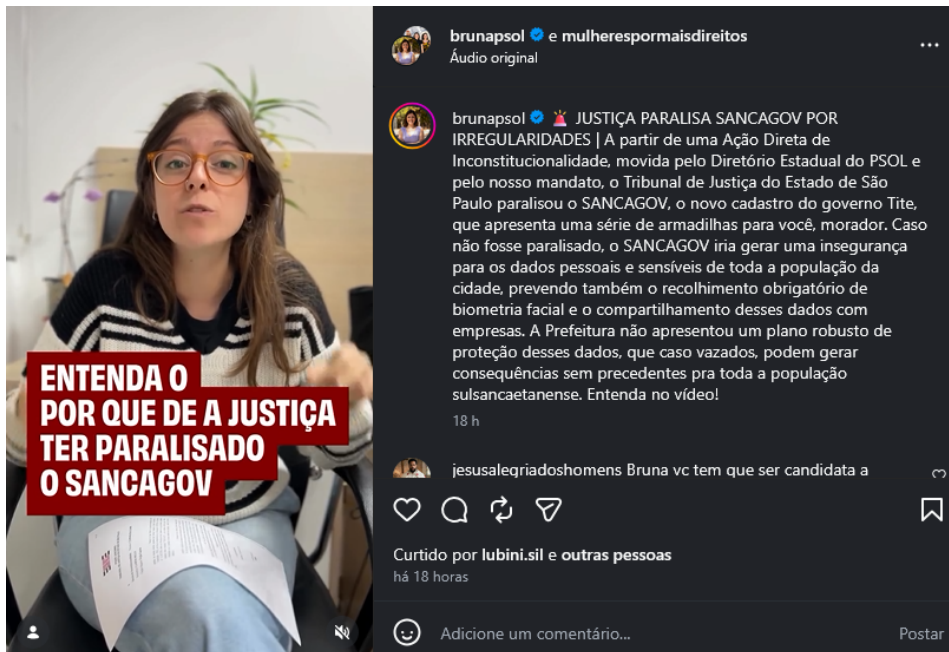 brunapsol e mulherespormaisdireitos
Áudio original
brunapsol 🚨 JUSTIÇA PARALISA SANCAGOV POR
IRREGULARIDADES | A partir de uma Ação Direta de
Inconstitucionalidade, movida pelo Diretório Estadual do PSOL e
pelo nosso mandato, o Tribunal de Justiça do Estado de São
Paulo paralisou o SANCAGOV, o novo cadastro do governo Tite,
que apresenta uma série de armadilhas para você, morador. Caso
não fosse paralisado, o SANCAGOV iria gerar uma insegurança
para os dados pessoais e sensíveis de toda a população da
cidade, prevendo também o recolhimento obrigatório de
biometria facial e o compartilhamento desses dados com
empresas. A Prefeitura não apresentou um plano robusto de
proteção desses dados, que caso vazados, podem gerar
consequências sem precedentes pra toda a população
sulsancaetanense. Entenda no vídeo!
18 h
jesusalegriadoshomens Bruna vc tem que ser candidata a
Curtido por lubini.sil e outras pessoas
há 18 horas
Adicione um comentário...
Postar
ENTENDA O
POR QUE DE A JUSTIÇA
TER PARALISADO
O SANCAGOV